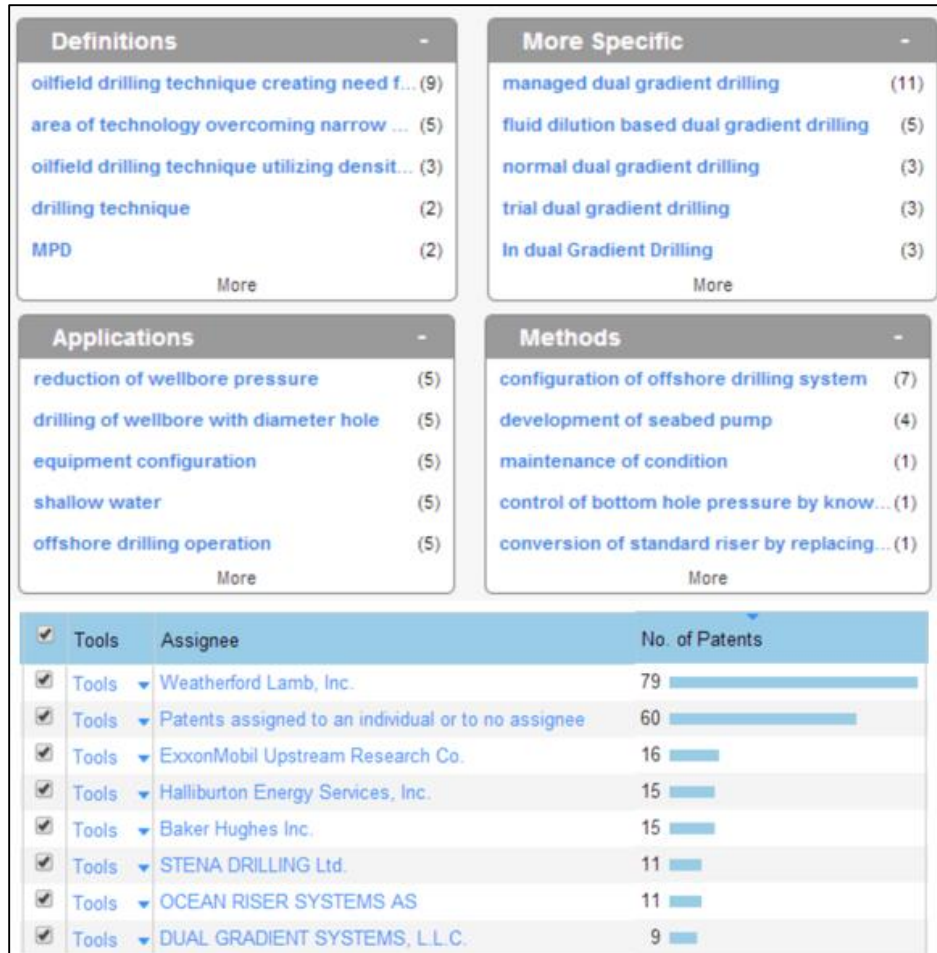 Definitions -
oilfield drilling technique creating need f... (9)
area of technology overcoming narrow ... (5)
oilfield drilling technique utilizing densit... (3)
drilling technique (2)
MPD (2)
More
More Specific -
managed dual gradient drilling (11)
fluid dilution based dual gradient drilling (5)
normal dual gradient drilling (3)
trial dual gradient drilling (3)
In dual Gradient Drilling (3)
More
Applications -
reduction of wellbore pressure (5)
drilling of wellbore with diameter hole (5)
equipment configuration (5)
shallow water (5)
offshore drilling operation (5)
More
Methods -
configuration of offshore drilling system (7)
development of seabed pump (4)
maintenance of condition (1)
control of bottom hole pressure by know... (1)
conversion of standard riser by replacing... (1)
More
Tools Assignee No. of Patents
Tools Weatherford Lamb, Inc. 79
Tools Patents assigned to an individual or to no assignee 60
Tools ExxonMobil Upstream Research Co. 16
Tools Halliburton Energy Services, Inc. 15
Tools Baker Hughes Inc. 15
Tools STENA DRILLING Ltd. 11
Tools OCEAN RISER SYSTEMS AS 11
Tools DUAL GRADIENT SYSTEMS, L.L.C. 9